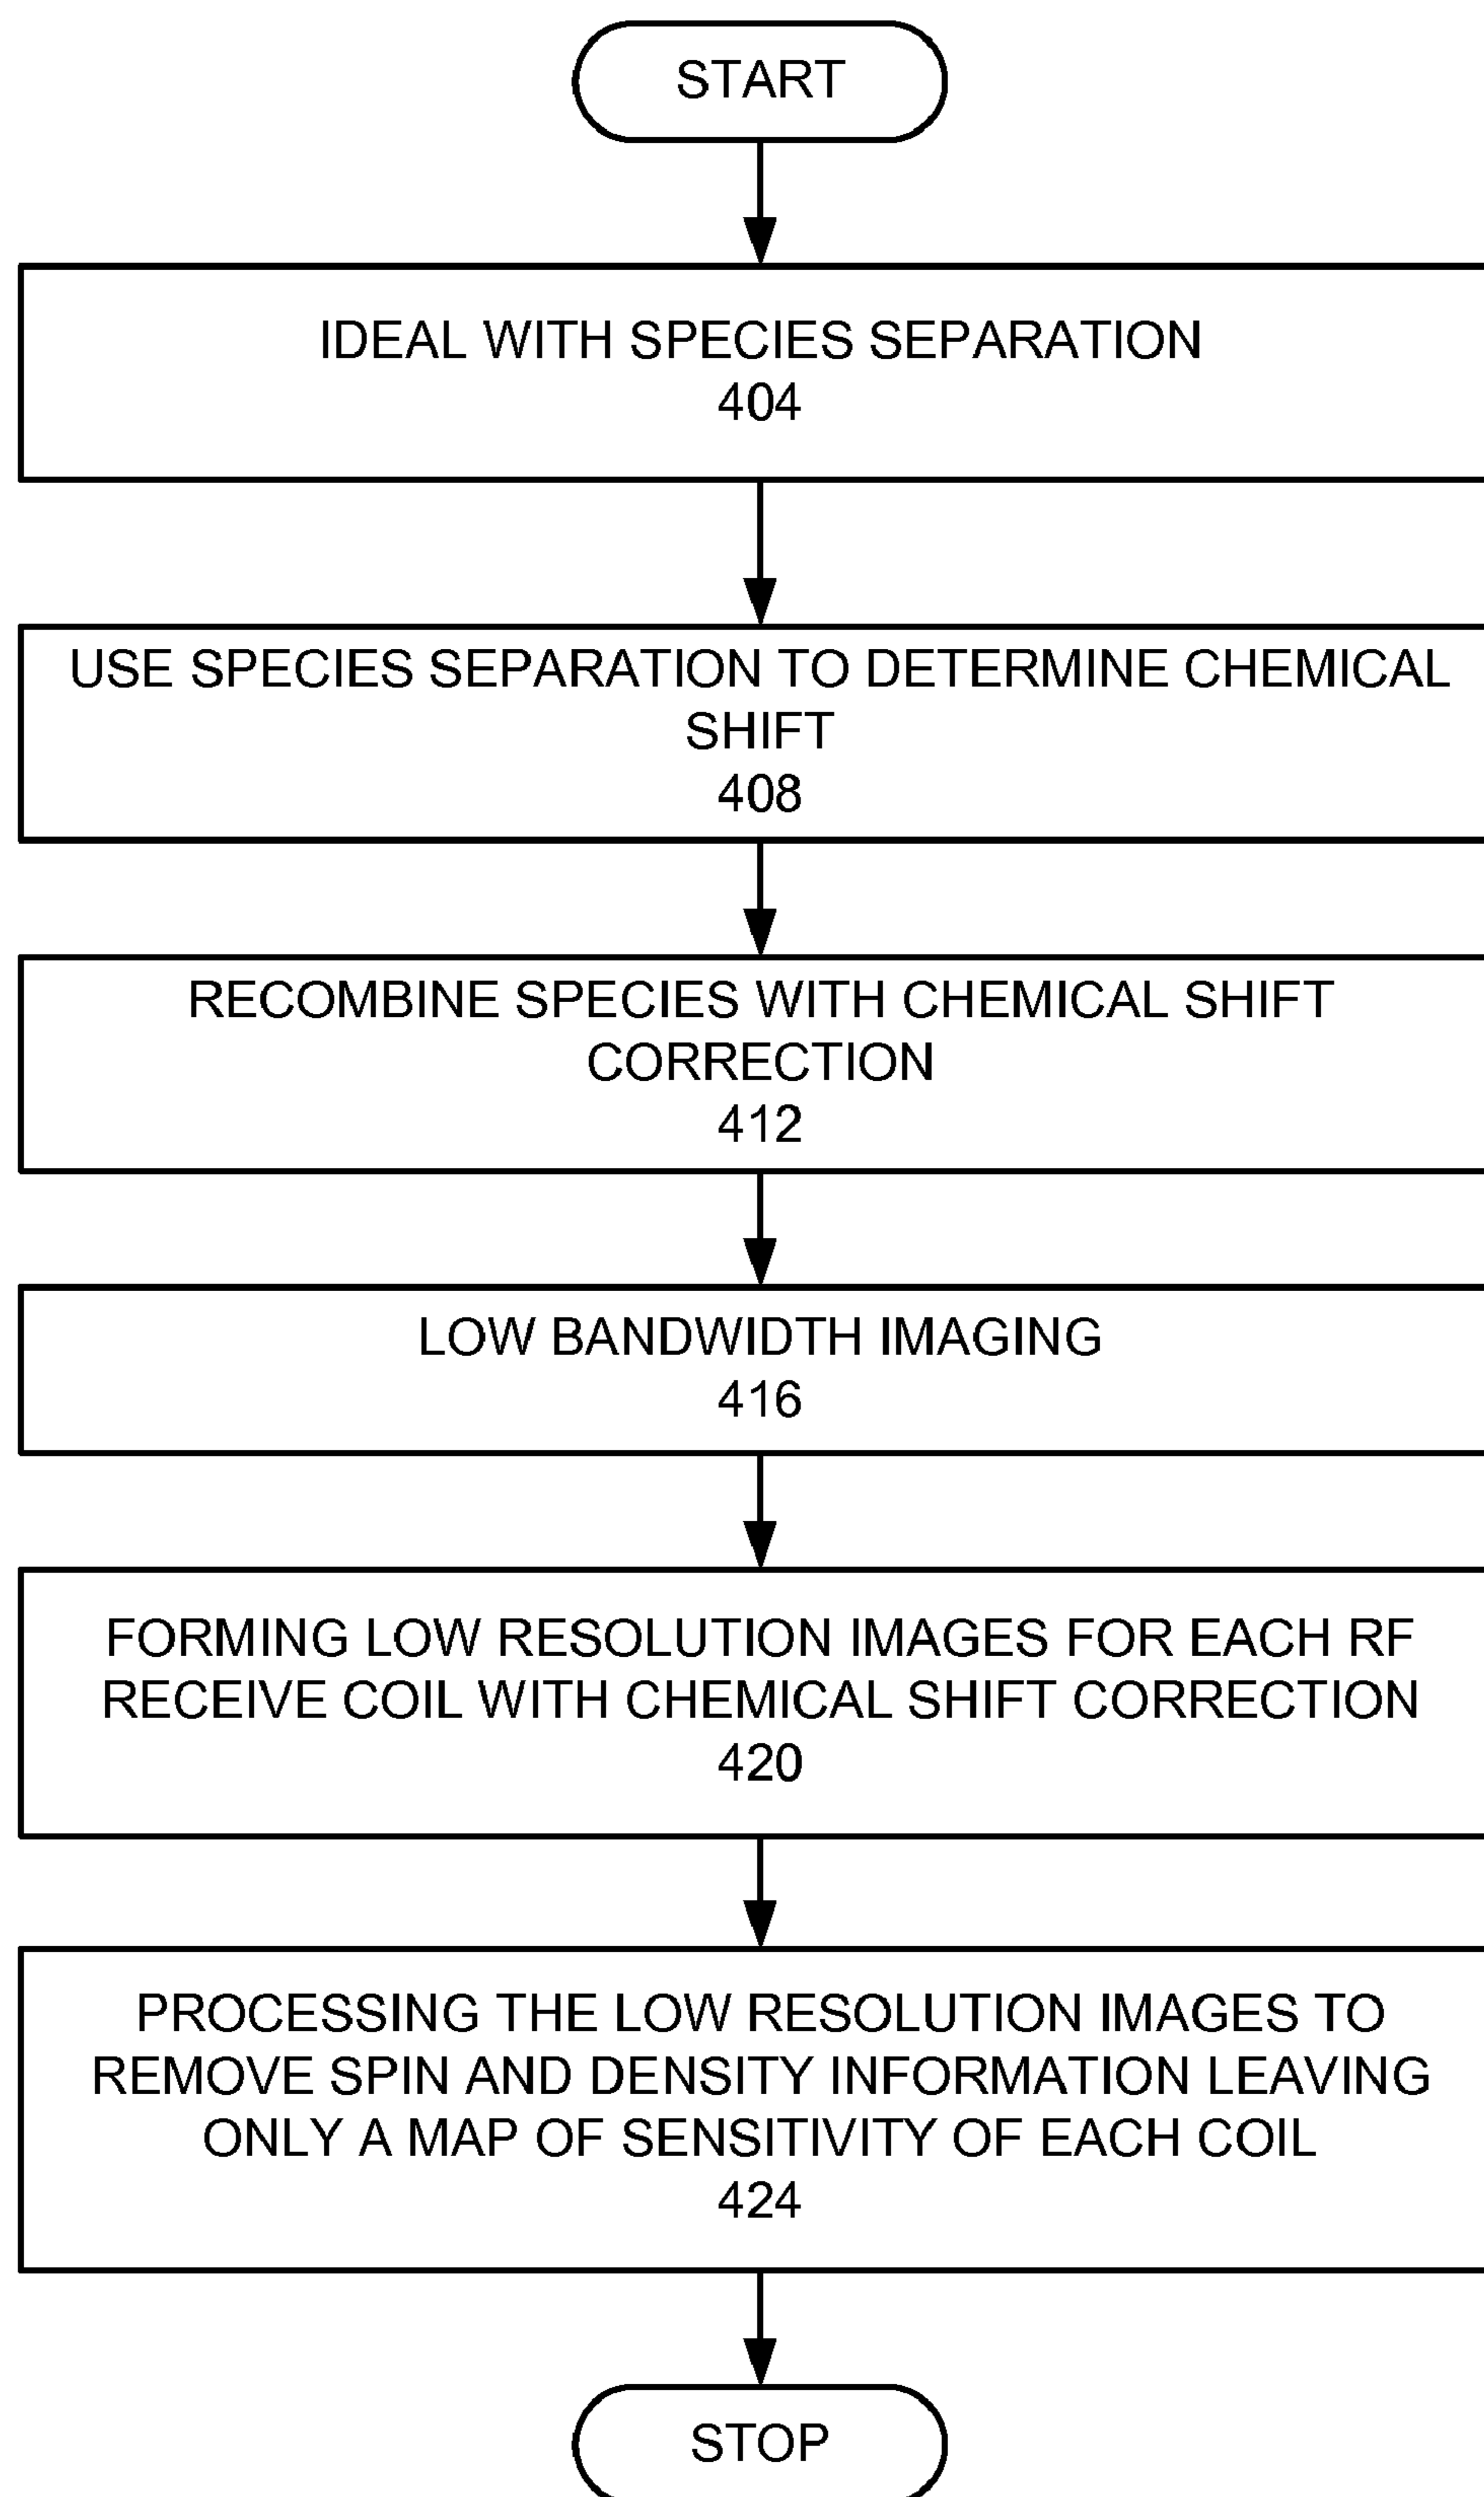 START
IDEAL WITH SPECIES SEPARATION
404
USE SPECIES SEPARATION TO DETERMINE CHEMICAL
SHIFT
408
RECOMBINE SPECIES WITH CHEMICAL SHIFT
CORRECTION
412
LOW BANDWIDTH IMAGING
416
FORMING LOW RESOLUTION IMAGES FOR EACH RF
RECEIVE COIL WITH CHEMICAL SHIFT CORRECTION
420
PROCESSING THE LOW RESOLUTION IMAGES TO
REMOVE SPIN AND DENSITY INFORMATION LEAVING
ONLY A MAP OF SENSITIVITY OF EACH COIL
424
STOP